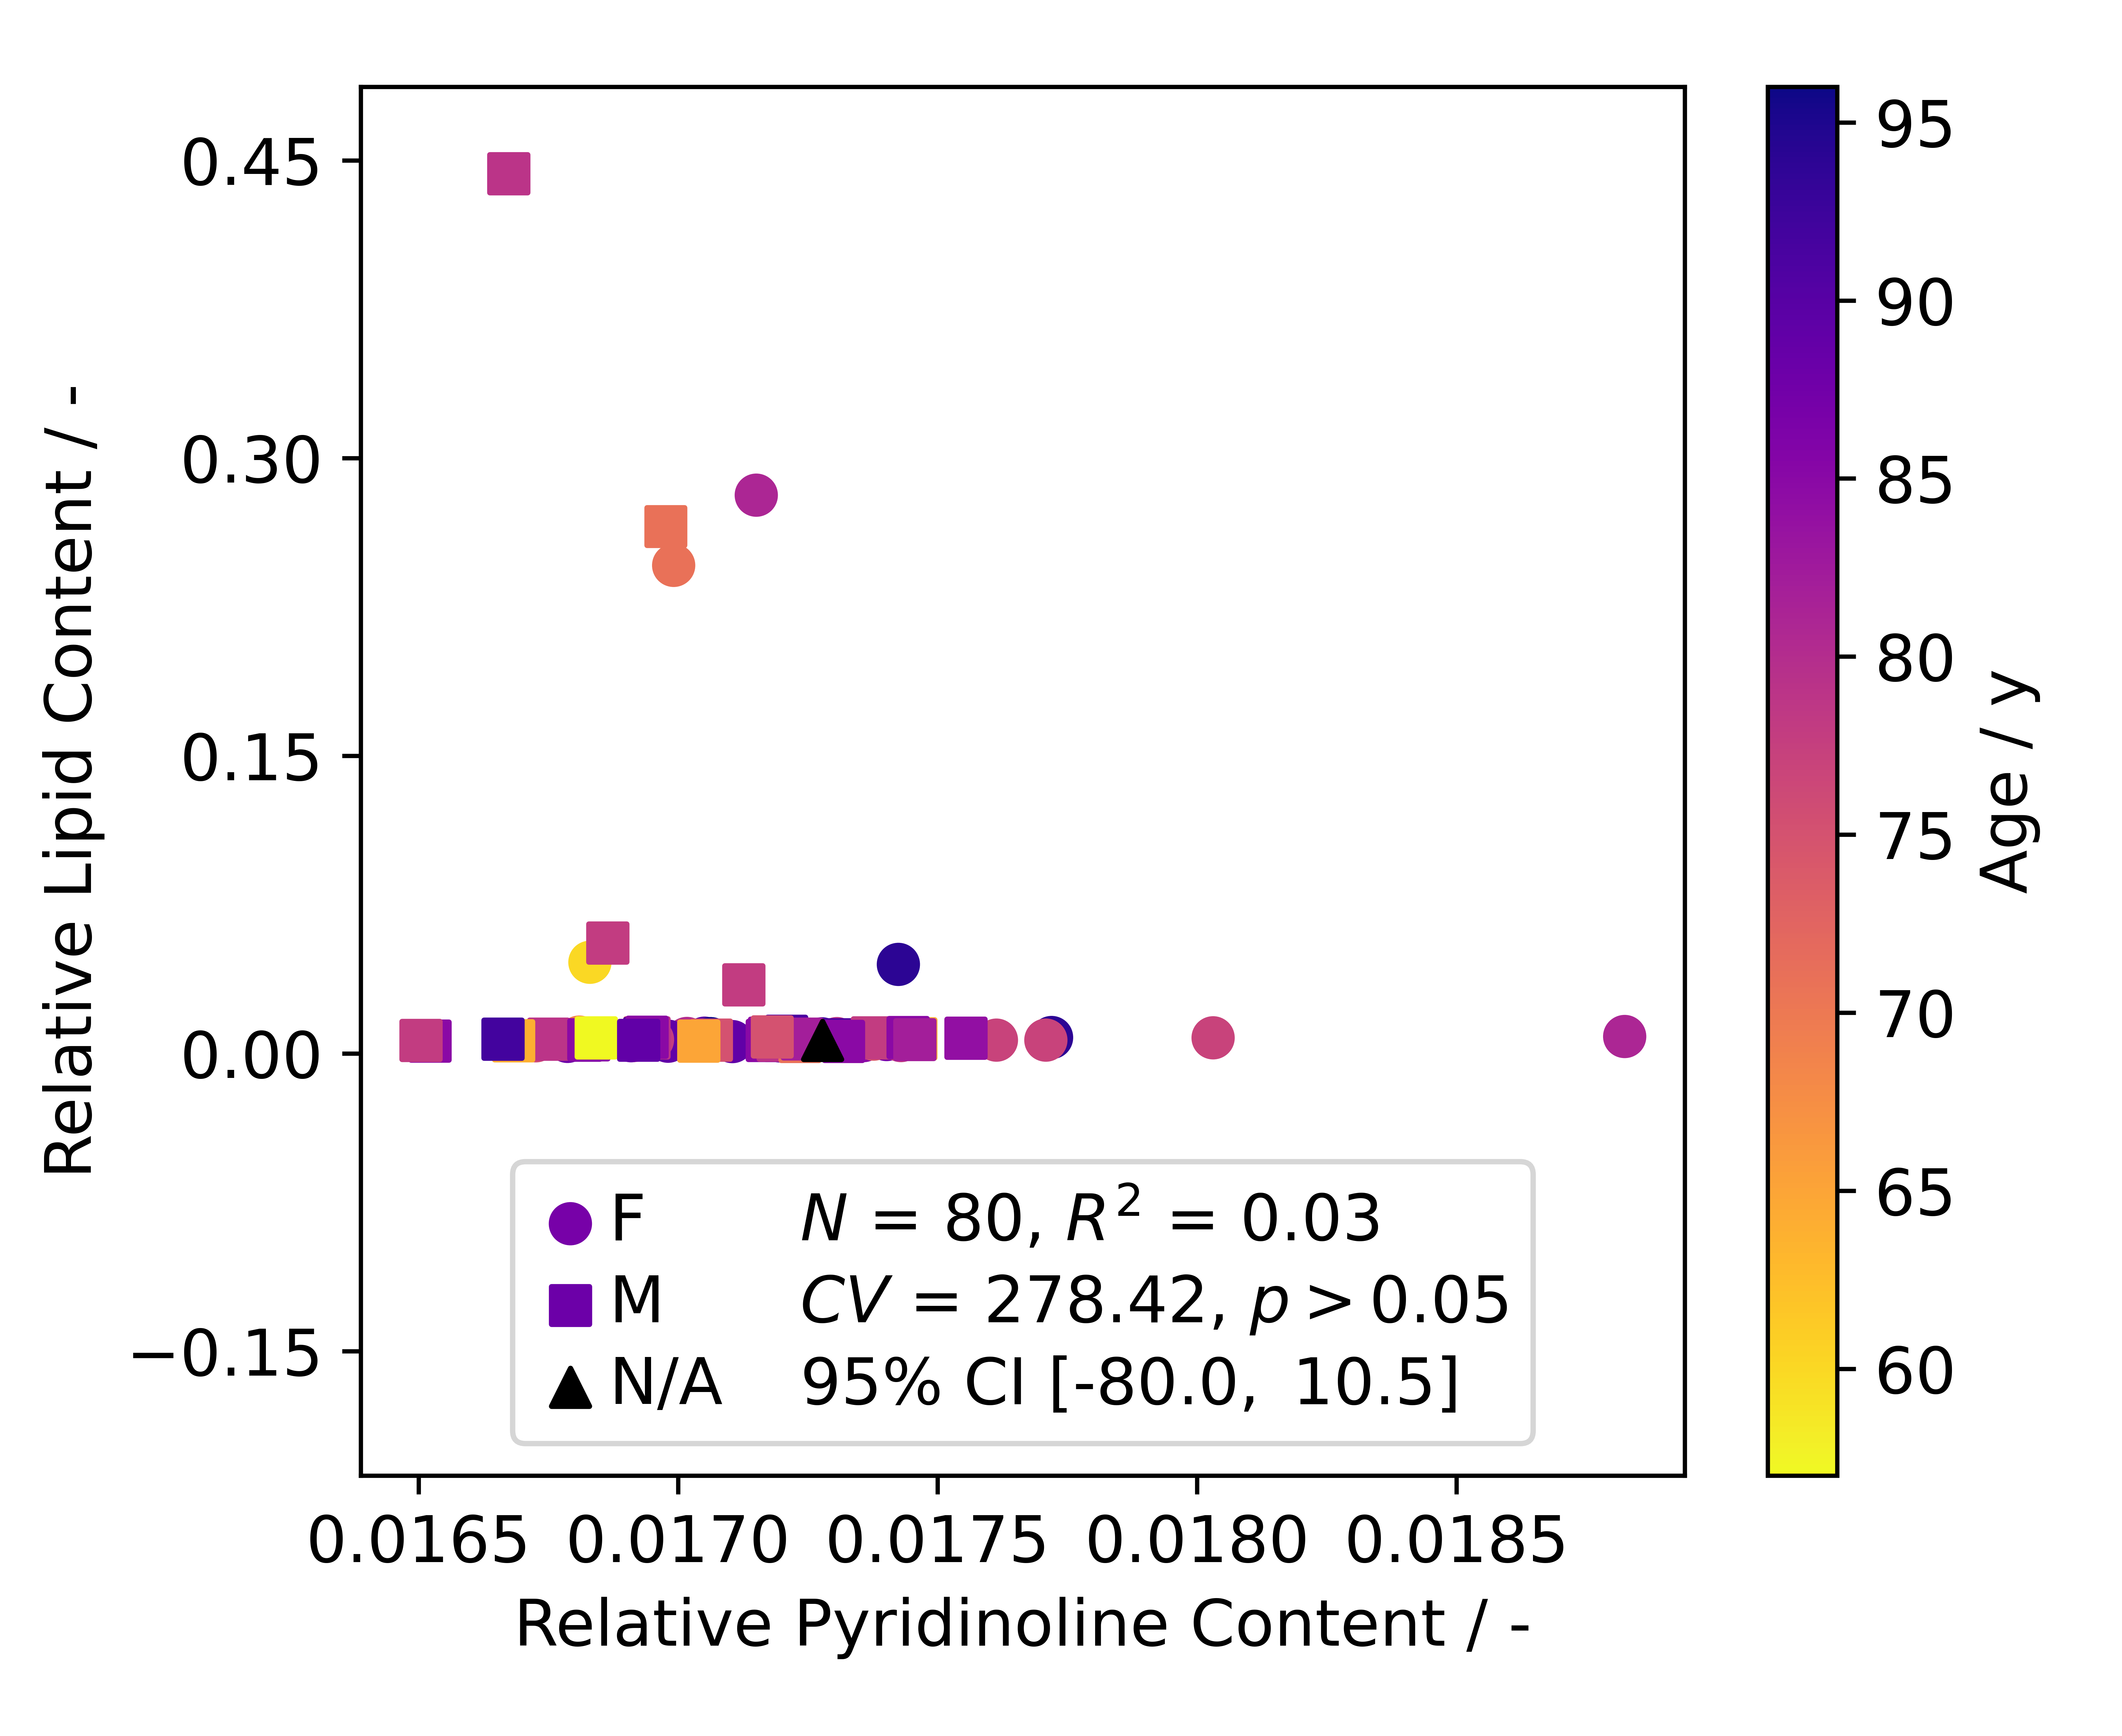 0.45
0.30
0.15
0.00
−0.15
Relative Lipid Content / -
0.0165 0.0170 0.0175 0.0180 0.0185
Relative Pyridinoline Content / -
F N = 80, R² = 0.03
M CV = 278.42, p > 0.05
N/A 95% CI [-80.0, 10.5]
95
90
85
80
75
70
65
60
Age / y